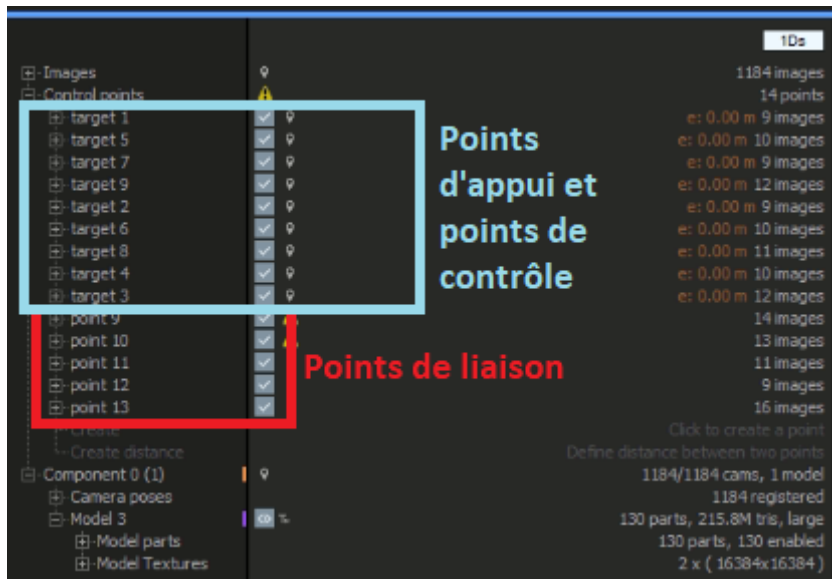 1Ds
Images 1184 images
Control points 14 points
target 1 e: 0.00 m 9 images
target 5 e: 0.00 m 10 images
target 7 e: 0.00 m 9 images
target 9 e: 0.00 m 12 images
target 2 e: 0.00 m 9 images
target 6 e: 0.00 m 10 images
target 8 e: 0.00 m 11 images
target 4 e: 0.00 m 10 images
target 3 e: 0.00 m 12 images
Points
d'appui et
points de
contrôle
point 9 14 images
point 10 13 images
point 11 11 images
point 12 9 images
point 13 16 images
Points de liaison
Create Click to create a point
Create distance Define distance between two points
Component 0 (1) 1184/1184 cams, 1 model
Camera poses 1184 registered
Model 3 130 parts, 215.8M tris, large
Model parts 130 parts, 130 enabled
Model Textures 2 x ( 16384x16384 )